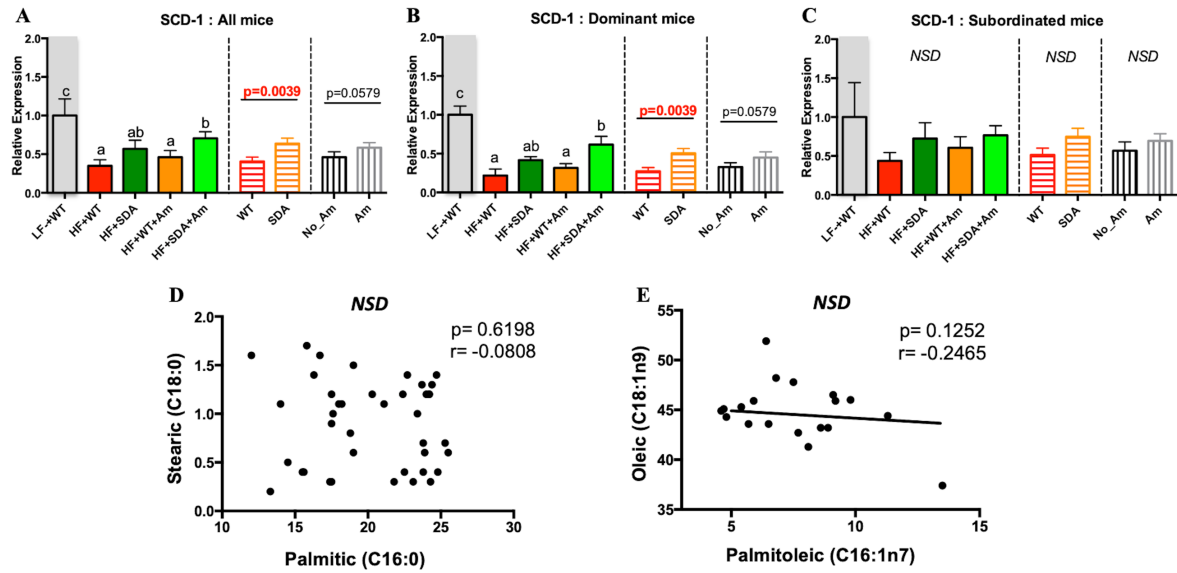 A
SCD-1 : All mice
Relative Expression
2.0
1.5
1.0
0.5
0.0
c
a
ab
a
b
p=0.0039
p=0.0579
LF-+WT
HF+WT
HF+SDA
HF+WT+Am
HF+SDA+Am
WT
SDA
No_Am
Am
B
SCD-1 : Dominant mice
Relative Expression
2.0
1.5
1.0
0.5
0.0
c
a
ab
a
b
p=0.0039
p=0.0579
LF-+WT
HF+WT
HF+SDA
HF+WT+Am
HF+SDA+Am
WT
SDA
No_Am
Am
C
SCD-1 : Subordinated mice
Relative Expression
2.0
1.5
1.0
0.5
0.0
NSD
NSD
NSD
LF-+WT
HF+WT
HF+SDA
HF+WT+Am
HF+SDA+Am
WT
SDA
No_Am
Am
D
NSD
p= 0.6198
r= -0.0808
Stearic (C18:0)
2.0
1.5
1.0
0.5
0.0
10
15
20
25
30
Palmitic (C16:0)
E
NSD
p= 0.1252
r= -0.2465
Oleic (C18:1n9)
55
50
45
40
35
5
10
15
Palmitoleic (C16:1n7)